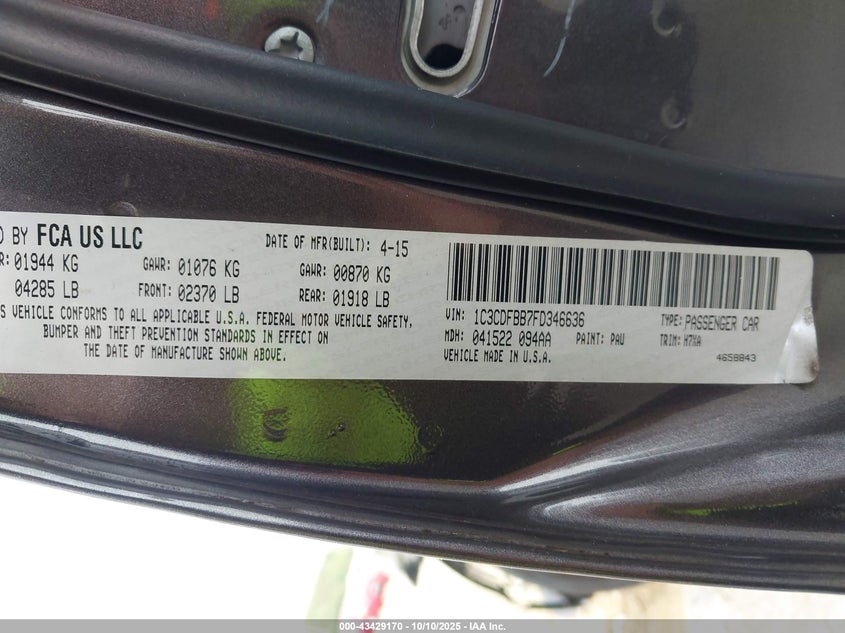 D BY FCA US LLC
DATE OF MFR(BUILT): 4-15
R: 01944 KG GAWR: 01076 KG GAWR: 00870 KG
04285 LB FRONT: 02370 LB REAR: 01918 LB
S VEHICLE CONFORMS TO ALL APPLICABLE U.S.A. FEDERAL MOTOR VEHICLE SAFETY,
BUMPER AND THEFT PREVENTION STANDARDS IN EFFECT ON
THE DATE OF MANUFACTURE SHOWN ABOVE.
VIN: 1C3CDFBB7FD346636 TYPE: PASSENGER CAR
MDH: 041522 094AA PAINT: PAU TRIM: H7XA
VEHICLE MADE IN U.S.A. 4658843
000-43429170 - 10/10/2025 - IAA Inc.